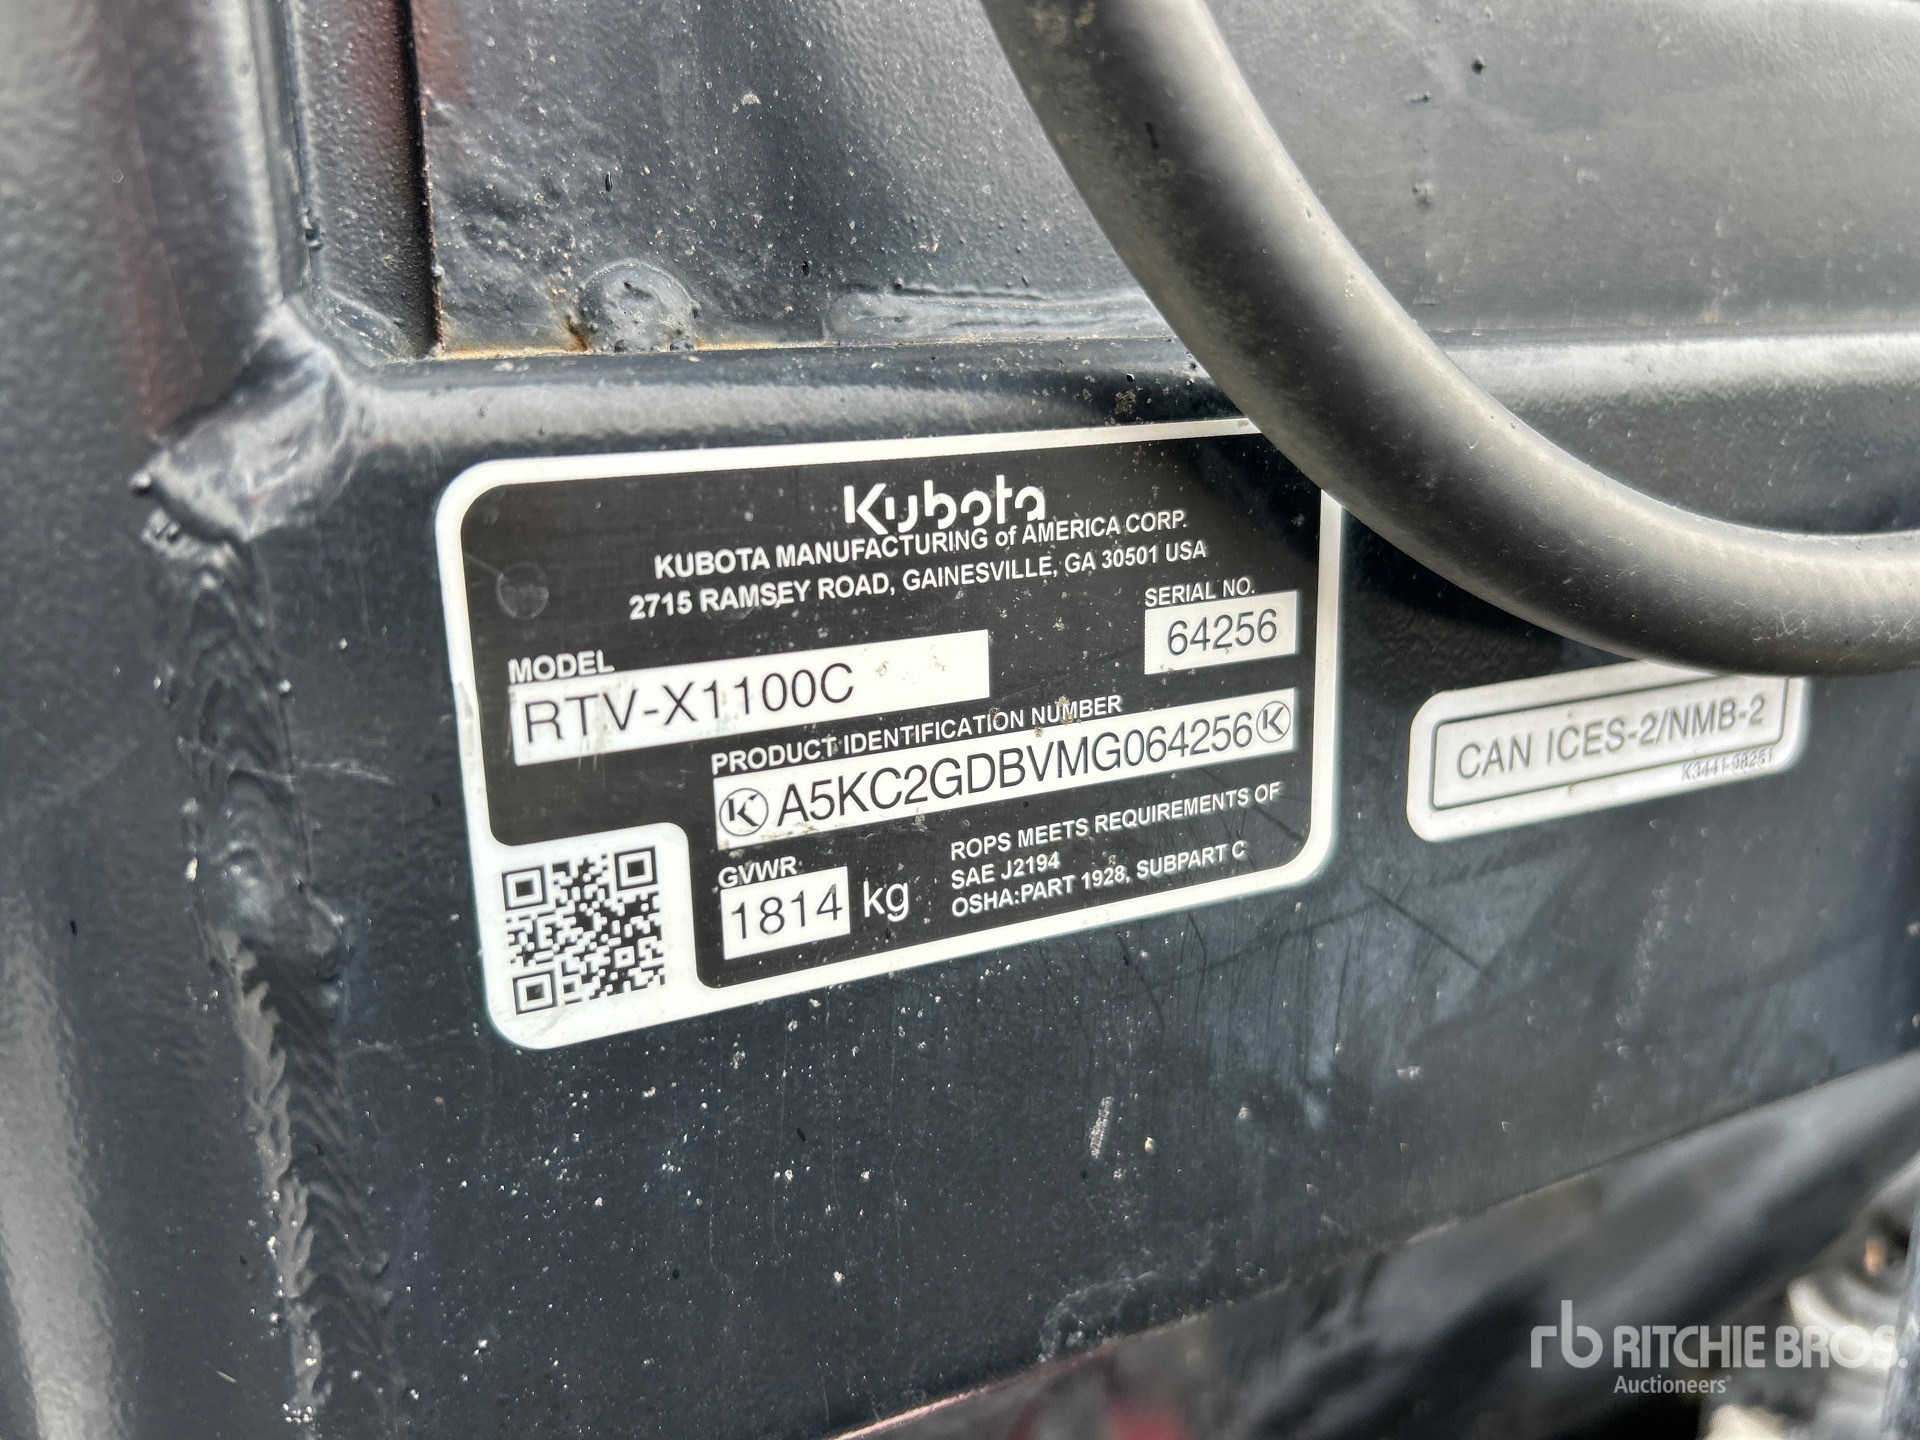 Kubota
KUBOTA MANUFACTURING of AMERICA CORP.
2715 RAMSEY ROAD, GAINESVILLE, GA 30501 USA
MODEL
RTV-X1100C
SERIAL NO.
64256
PRODUCT IDENTIFICATION NUMBER
K A5KC2GDBVMG064256 K
GVWR
1814 kg
ROPS MEETS REQUIREMENTS OF
SAE J2194
OSHA:PART 1928, SUBPART C
CAN ICES-2/NMB-2
K3441-98251
rb RITCHIE BROS.
Auctioneers